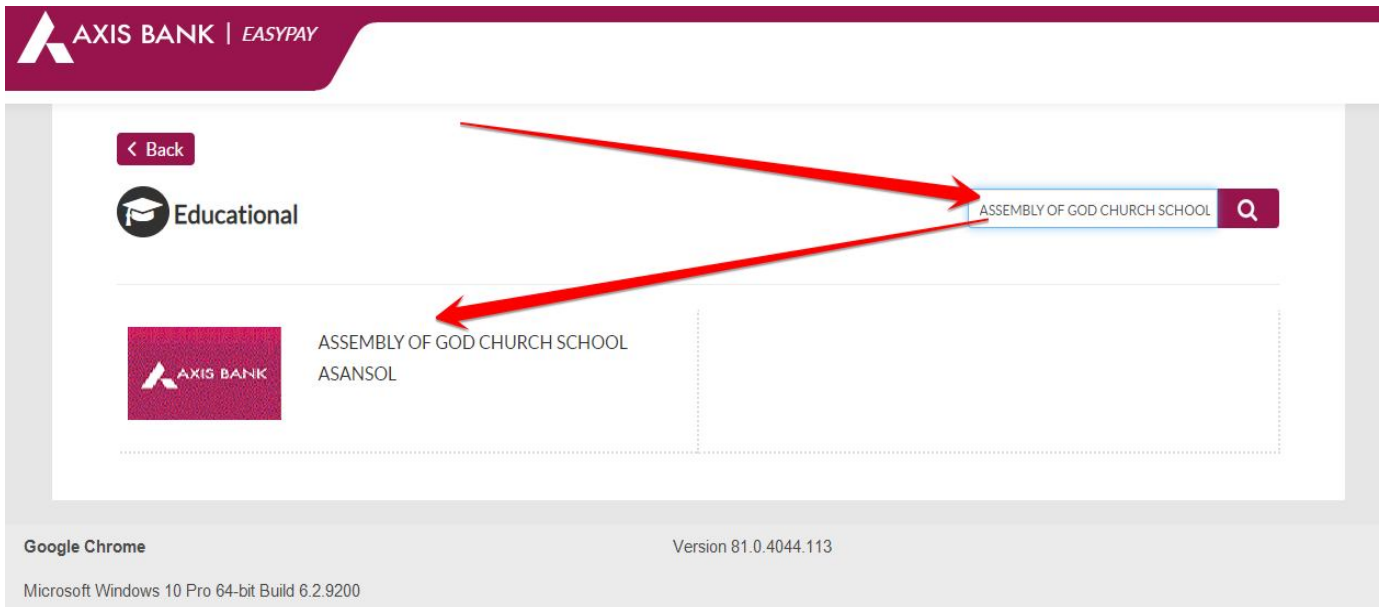 AXIS BANK | EASYPAY
Back
Educational
ASSEMBLY OF GOD CHURCH SCHOOL
AXIS BANK
ASSEMBLY OF GOD CHURCH SCHOOL
ASANSOL
Google Chrome Version 81.0.4044.113
Microsoft Windows 10 Pro 64-bit Build 6.2.9200